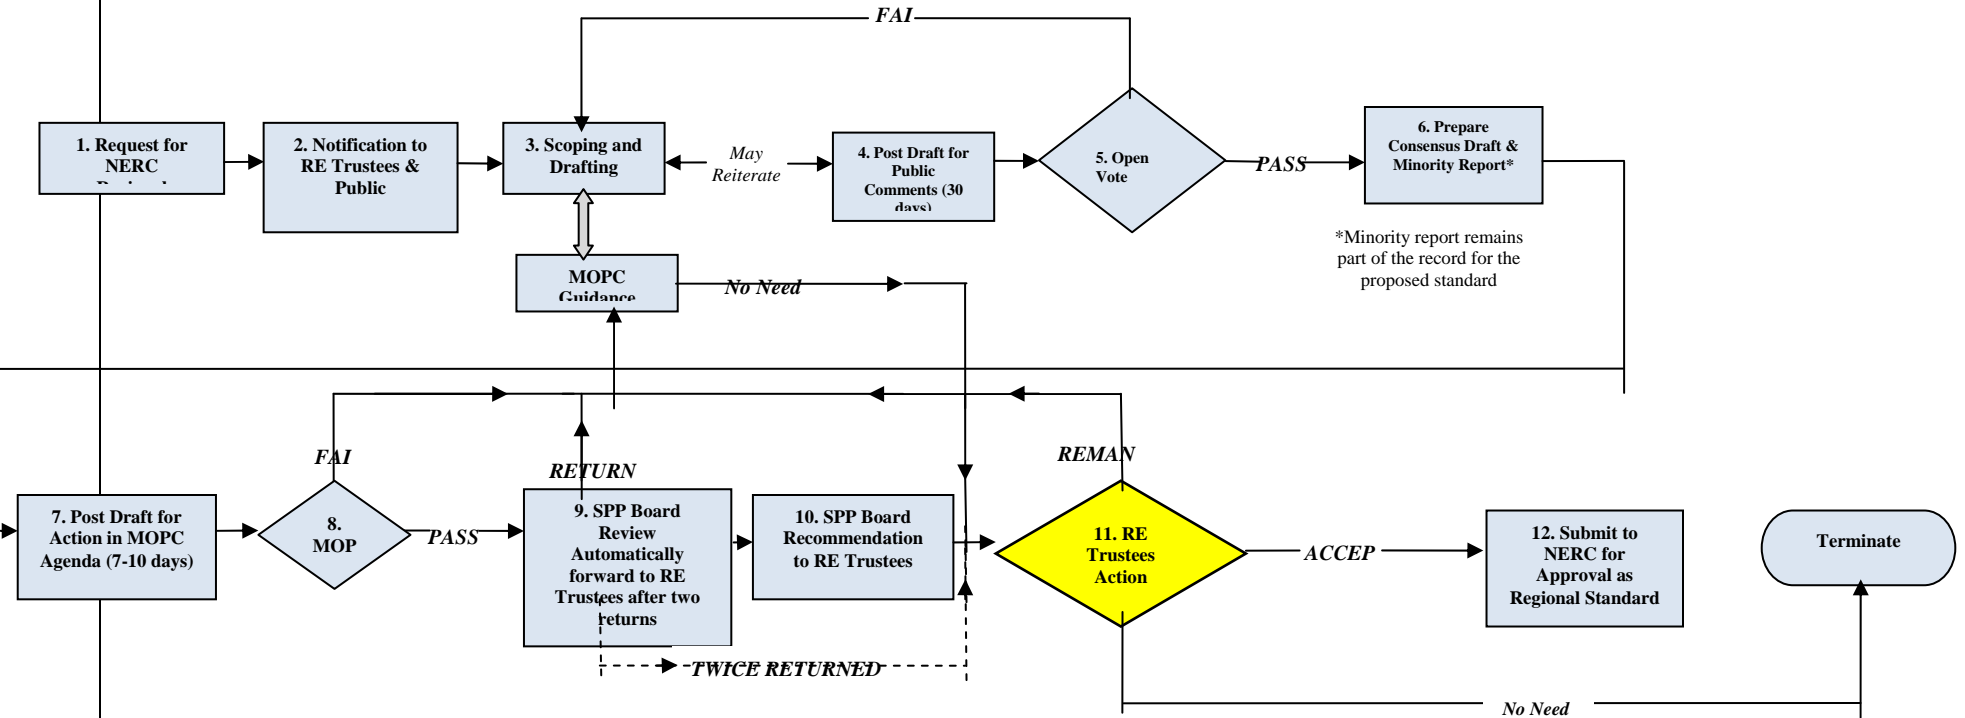 FAI
1. Request for
NERC
2. Notification to
RE Trustees &
Public
3. Scoping and
Drafting
May
Reiterate
4. Post Draft for
Public
Comments (30
days)
5. Open
Vote
PASS
6. Prepare
Consensus Draft &
Minority Report*
*Minority report remains
part of the record for the
proposed standard
MOPC
Guidance
No Need
FAI
RETURN
REMAN
7. Post Draft for
Action in MOPC
Agenda (7-10 days)
8.
MOP
PASS
9. SPP Board
Review
Automatically
forward to RE
Trustees after two
returns
10. SPP Board
Recommendation
to RE Trustees
11. RE
Trustees
Action
ACCEP
12. Submit to
NERC for
Approval as
Regional Standard
Terminate
TWICE RETURNED
No Need